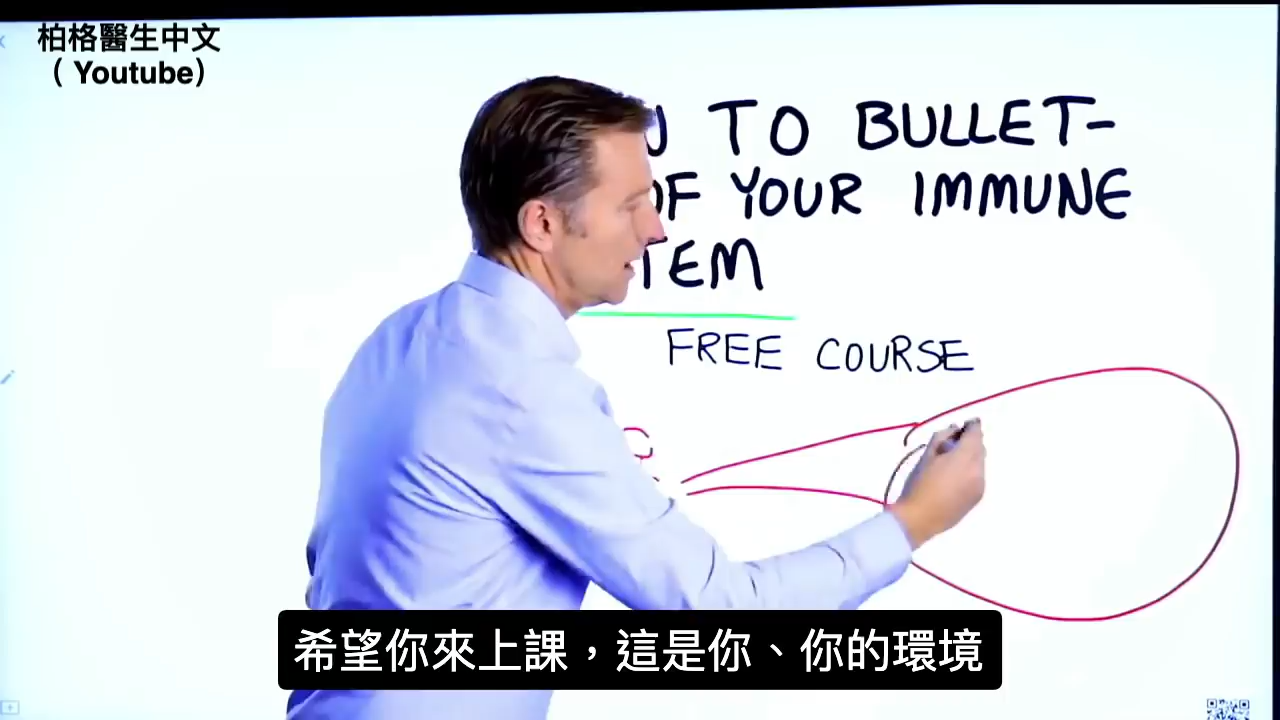 柏格醫生中文
（ Youtube）
TO BULLET-
YOUR IMMUNE
FREE COURSE
希望你來上課，這是你、你的環境